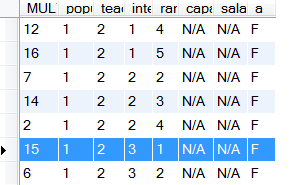 MUL popu teac inte rar capa sala a
12 1 2 1 4 N/A N/A F
16 1 2 1 5 N/A N/A F
7 1 2 2 2 N/A N/A F
14 1 2 2 3 N/A N/A F
2 1 2 2 4 N/A N/A F
15 1 2 3 1 N/A N/A F
6 1 2 3 2 N/A N/A F